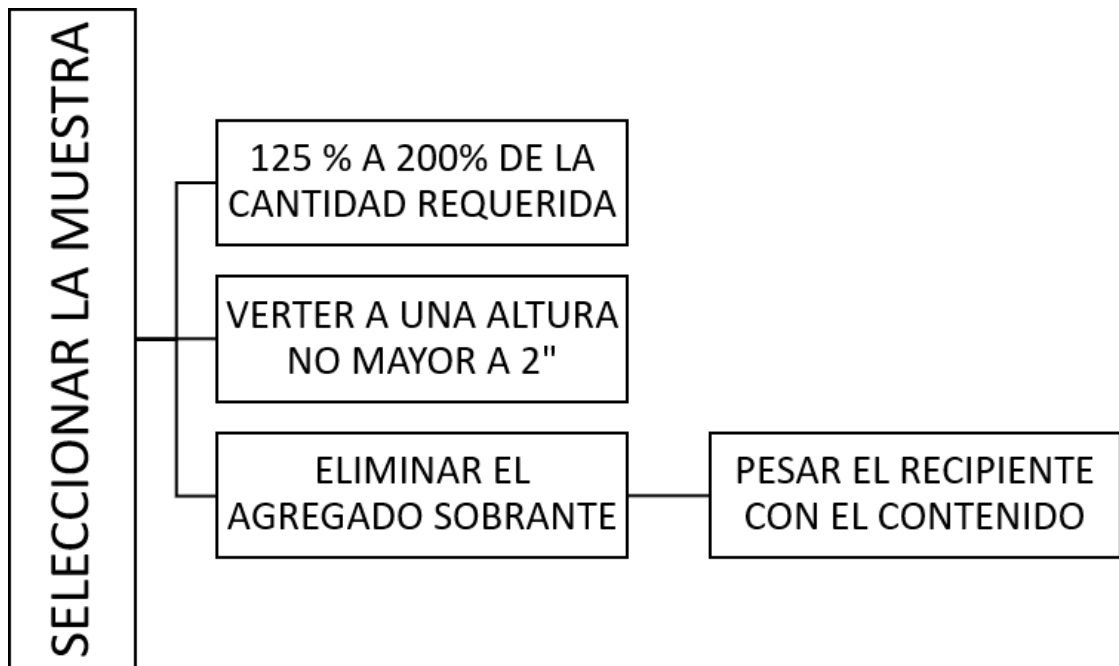 SELECCIONAR LA MUESTRA
125 % A 200% DE LA
CANTIDAD REQUERIDA
VERTER A UNA ALTURA
NO MAYOR A 2"
ELIMINAR EL
AGREGADO SOBRANTE
PESAR EL RECIPIENTE
CON EL CONTENIDO